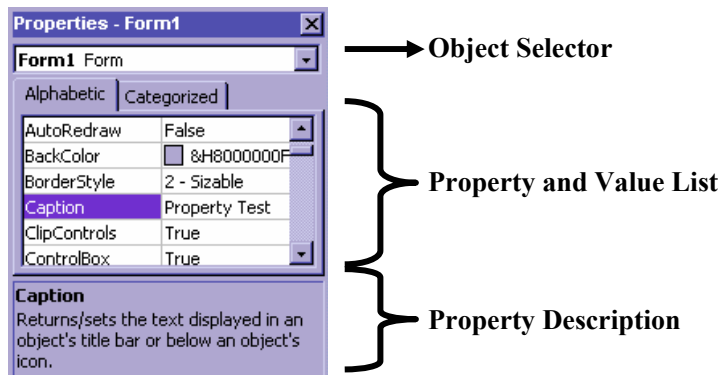 Properties - Form1
Form1 Form
Object Selector
Alphabetic Categorized
AutoRedraw False
BackColor &H8000000F
BorderStyle 2 - Sizable
Caption Property Test
ClipControls True
ControlBox True
Property and Value List
Caption
Returns/sets the text displayed in an
object's title bar or below an object's
icon.
Property Description